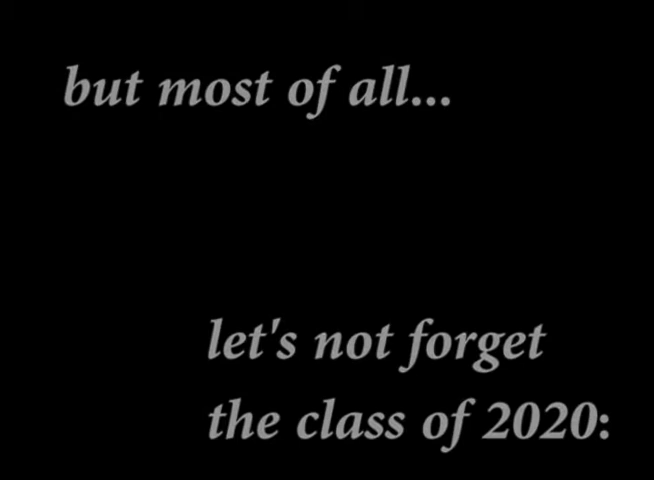 but most of all...
let's not forget
the class of 2020: